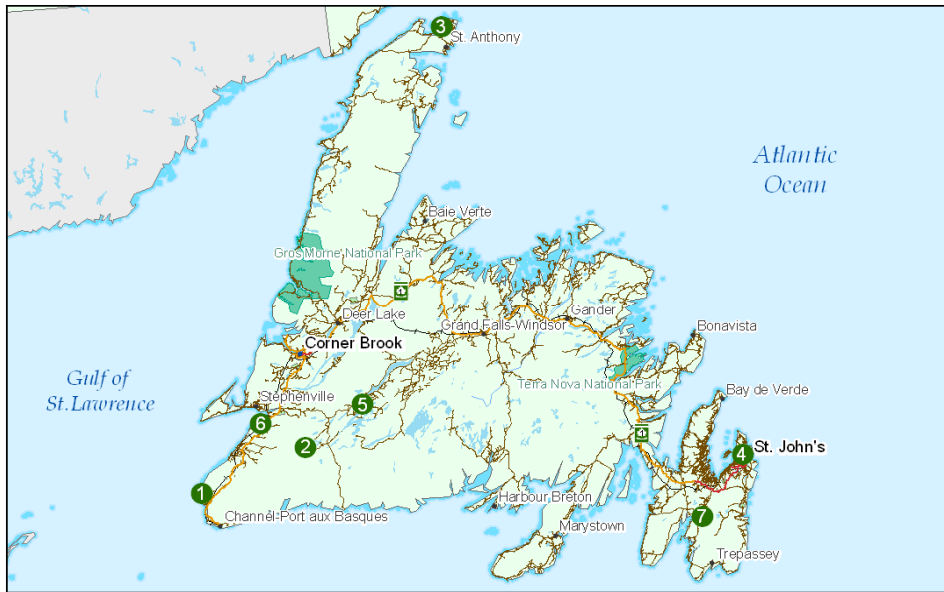 3
St. Anthony
Atlantic
Ocean
Baie Verte
Gros Morne National Park
1
Deer Lake
Gander
Grand Falls-Windsor
Bonavista
Corner Brook
Gulf of
St.Lawrence
Terra Nova National Park
Bay de Verde
Stephenville
5
6
1
2
St. John's
4
1
Harbour Breton
7
Channel-Port aux Basques
Marystown
Trepassey